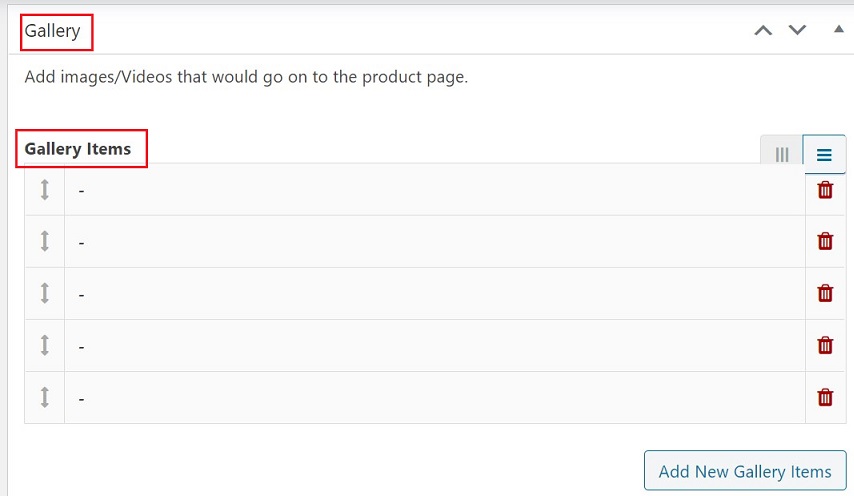 Gallery
Add images/Videos that would go on to the product page.
Gallery Items
-
-
-
-
-
Add New Gallery Items